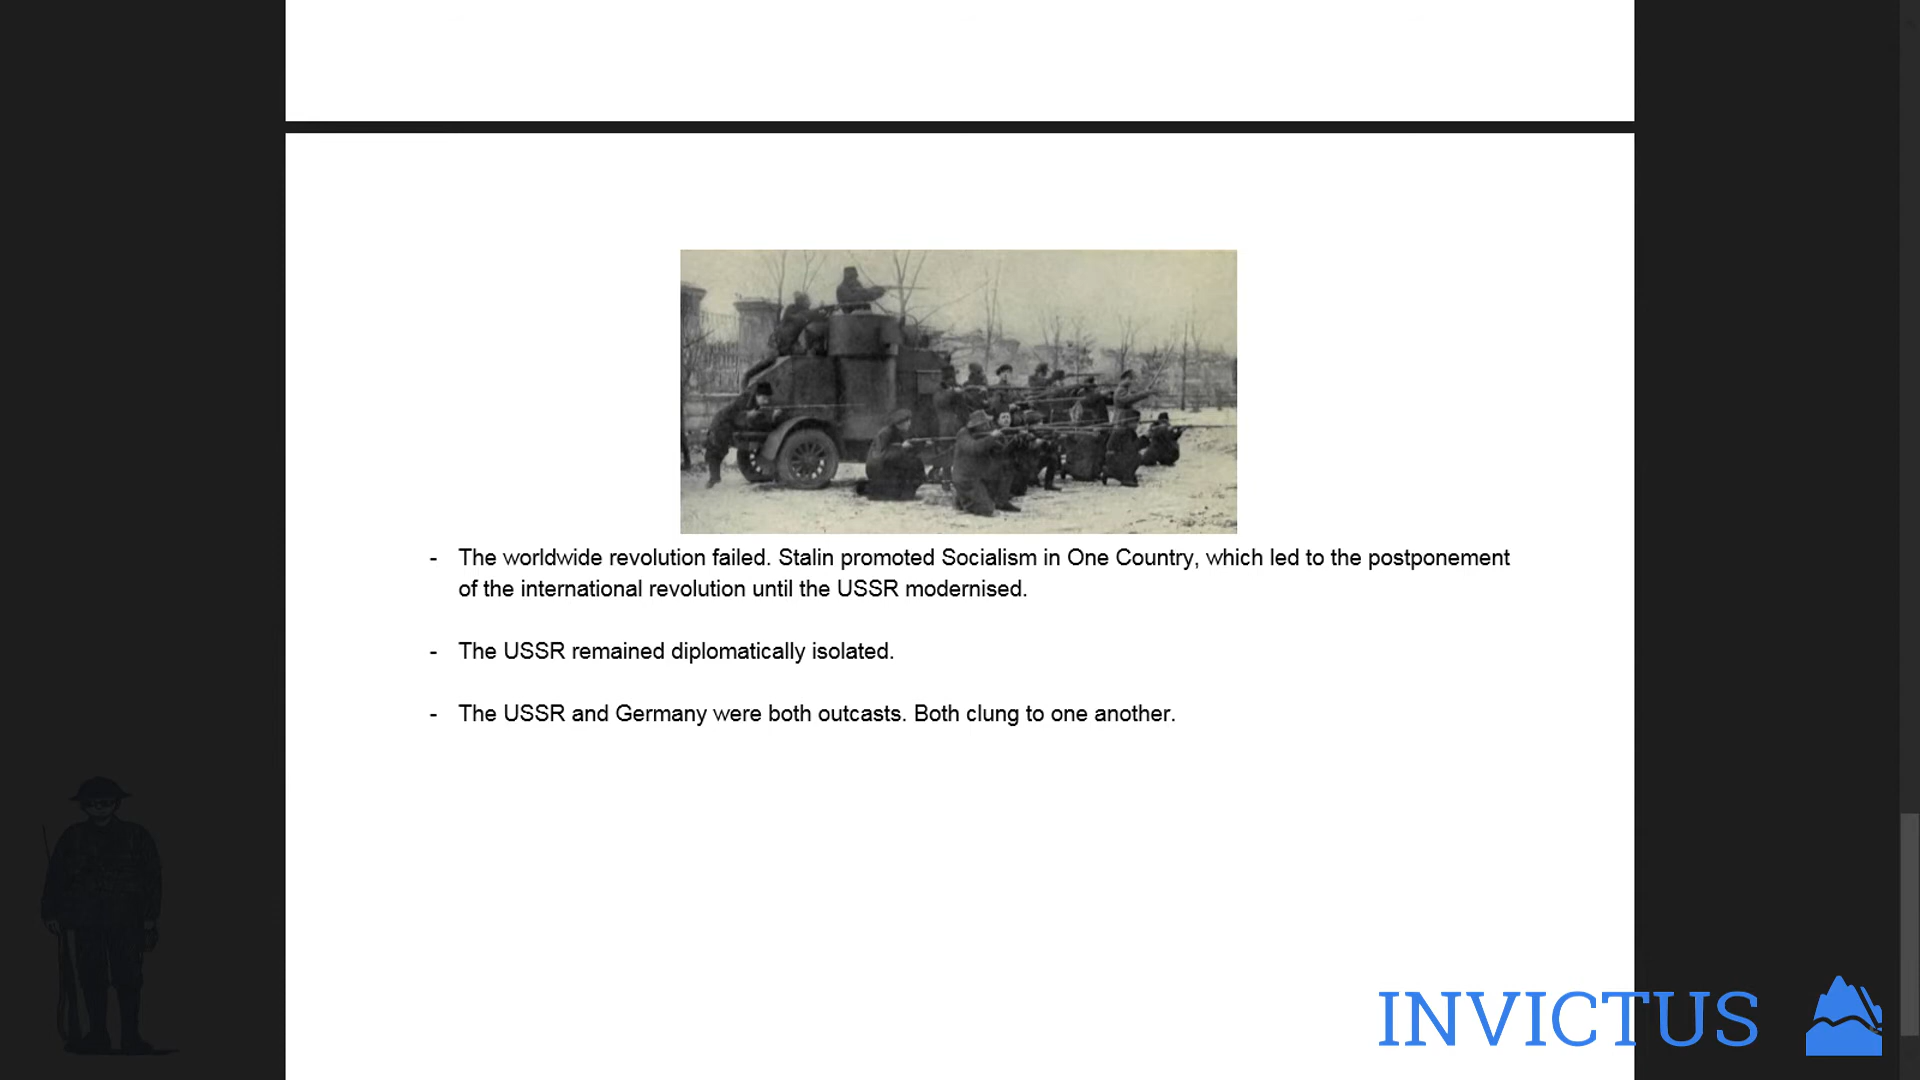 - The worldwide revolution failed. Stalin promoted Socialism in One Country, which led to the postponement
of the international revolution until the USSR modernised.
- The USSR remained diplomatically isolated.
- The USSR and Germany were both outcasts. Both clung to one another.
INVICTUS